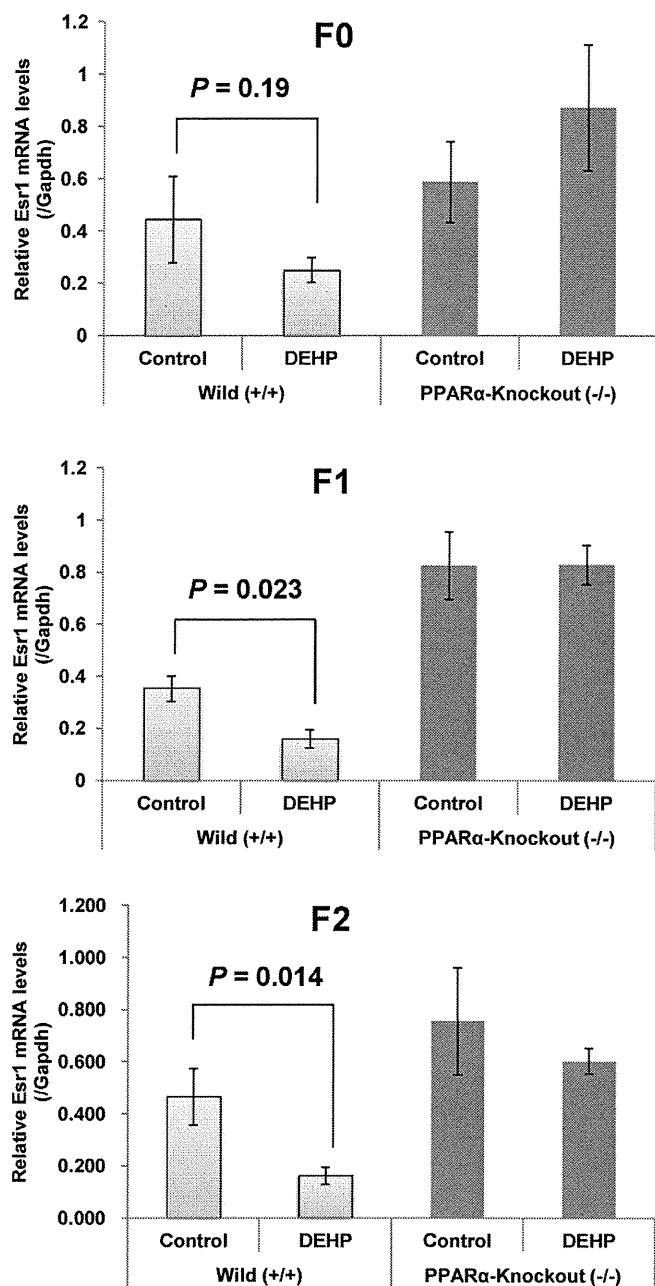 F0
P = 0.19
Relative Esr1 mRNA levels
(/Gapdh)
1.2
1
0.8
0.6
0.4
0.2
0
Control
DEHP
Control
DEHP
Wild (+/+)
PPARα-Knockout (-/-)
F1
P = 0.023
Relative Esr1 mRNA levels
(/Gapdh)
1.2
1
0.8
0.6
0.4
0.2
0
Control
DEHP
Control
DEHP
Wild (+/+)
PPARα-Knockout (-/-)
F2
P = 0.014
Relative Esr1 mRNA levels
(/Gapdh)
1.200
1.000
0.800
0.600
0.400
0.200
0.000
Control
DEHP
Control
DEHP
Wild (+/+)
PPARα-Knockout (-/-)